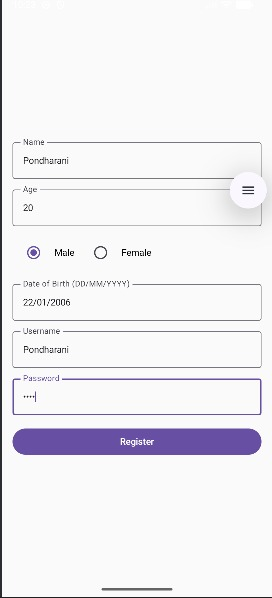 Name
Pondharani
Age
20
Male Female
Date of Birth (DD/MM/YYYY)
22/01/2006
Username
Pondharani
Password
••••
Register